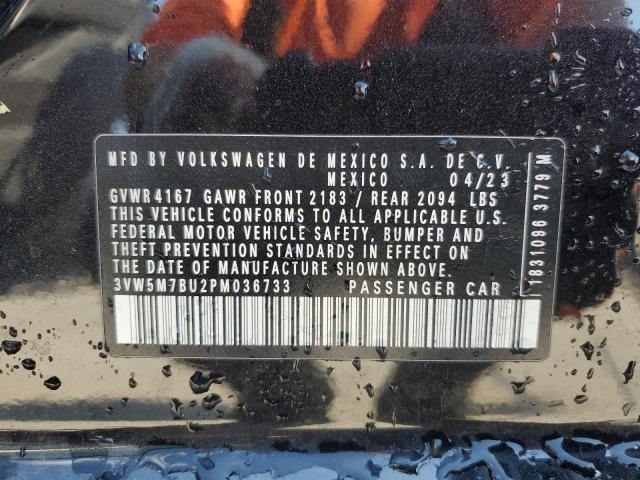 MFD BY VOLKSWAGEN DE MEXICO S.A. DE C.V.
MEXICO 04/23
GVWR 4167 GAWR FRONT 2183 / REAR 2094 LBS
THIS VEHICLE CONFORMS TO ALL APPLICABLE U.S.
FEDERAL MOTOR VEHICLE SAFETY, BUMPER AND
THEFT PREVENTION STANDARDS IN EFFECT ON
THE DATE OF MANUFACTURE SHOWN ABOVE.
3VW5M7BU2PM036733 PASSENGER CAR
1831096 3779 M